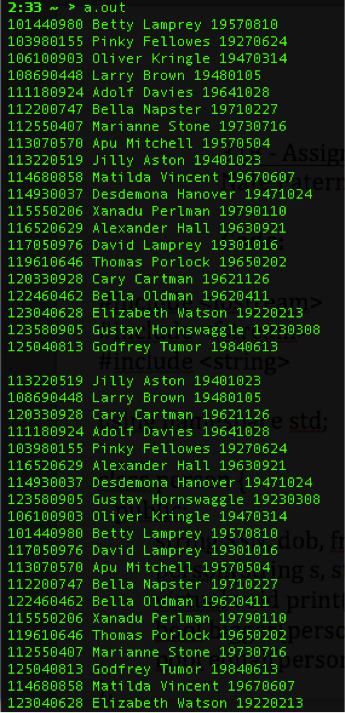 2:33 ~ > a.out
101440980 Betty Lamprey 19570810
103980155 Pinky Fellowes 19270624
106100903 Oliver Kringle 19470314
108690448 Larry Brown 19480105
111180924 Adolf Davies 19641028
112200747 Bella Napster 19710227
112550407 Marianne Stone 19730716
113070570 Apu Mitchell 19570504
113220519 Jilly Aston 19401023
114680858 Matilda Vincent 19670607
114930037 Desdemona Hanover 19471024
115550206 Xanadu Perlman 19790110
116520629 Alexander Hall 19630921
117050976 David Lamprey 19301016
119610646 Thomas Porlock 19650202
120330928 Cary Cartman 19621126
122460462 Bella Oldman 19620411
123040628 Elizabeth Watson 19220213
123580905 Gustav Hornswaggle 19230308
125040813 Godfrey Tumor 19840613
#include <string>
113220519 Jilly Aston 19401023
108690448 Larry Brown 19480105
120330928 Cary Cartman 19621126
111180924 Adolf Davies 19641028
103980155 Pinky Fellowes 19270624
116520629 Alexander Hall 19630921
114930037 Desdemona Hanover 19471024
123580905 Gustav Hornswaggle 19230308
106100903 Oliver Kringle 19470314
101440980 Betty Lamprey 19570810
117050976 David Lamprey 19301016
113070570 Apu Mitchell 19570504
112200747 Bella Napster 19710227
122460462 Bella Oldman 19620411
115550206 Xanadu Perlman 19790110
119610646 Thomas Porlock 19650202
112550407 Marianne Stone 19730716
125040813 Godfrey Tumor 19840613
114680858 Matilda Vincent 19670607
123040628 Elizabeth Watson 19220213